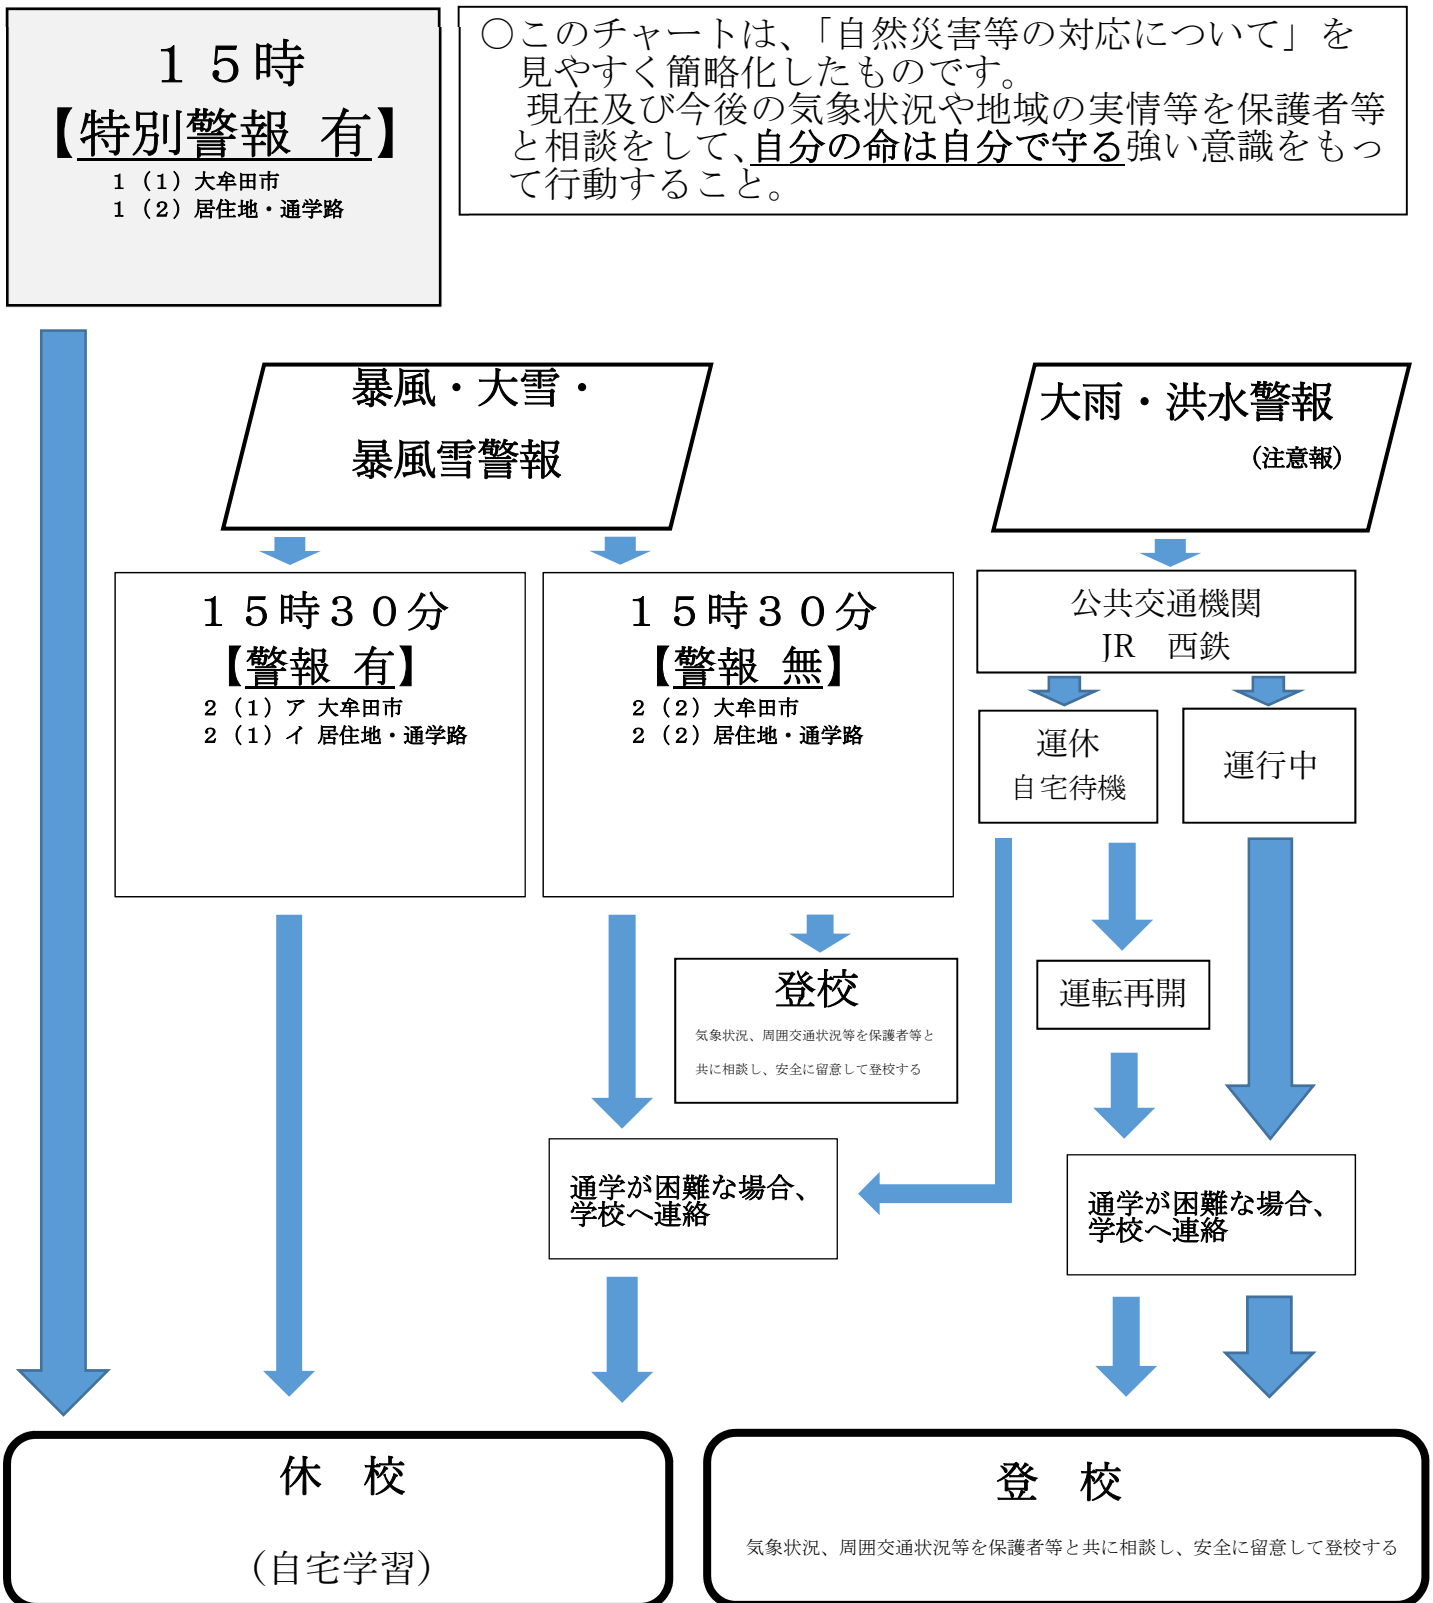 １５時
【特別警報 有】
１（１）大牟田市
１（２）居住地・通学路
○このチャートは、「自然災害等の対応について」を
見やすく簡略化したものです。
現在及び今後の気象状況や地域の実情等を保護者等
と相談をして、自分の命は自分で守る強い意識をもっ
て行動すること。
暴風・大雪・
暴風雪警報
大雨・洪水警報
（注意報）
１５時３０分
【警報 有】
２（１）ア 大牟田市
２（１）イ 居住地・通学路
１５時３０分
【警報 無】
２（２）大牟田市
２（２）居住地・通学路
公共交通機関
JR　西鉄
運休
自宅待機
運行中
登校
気象状況、周囲交通状況等を保護者等と
共に相談し、安全に留意して登校する
運転再開
通学が困難な場合、
学校へ連絡
通学が困難な場合、
学校へ連絡
休　校
（自宅学習）
登　校
気象状況、周囲交通状況等を保護者等と共に相談し、安全に留意して登校する